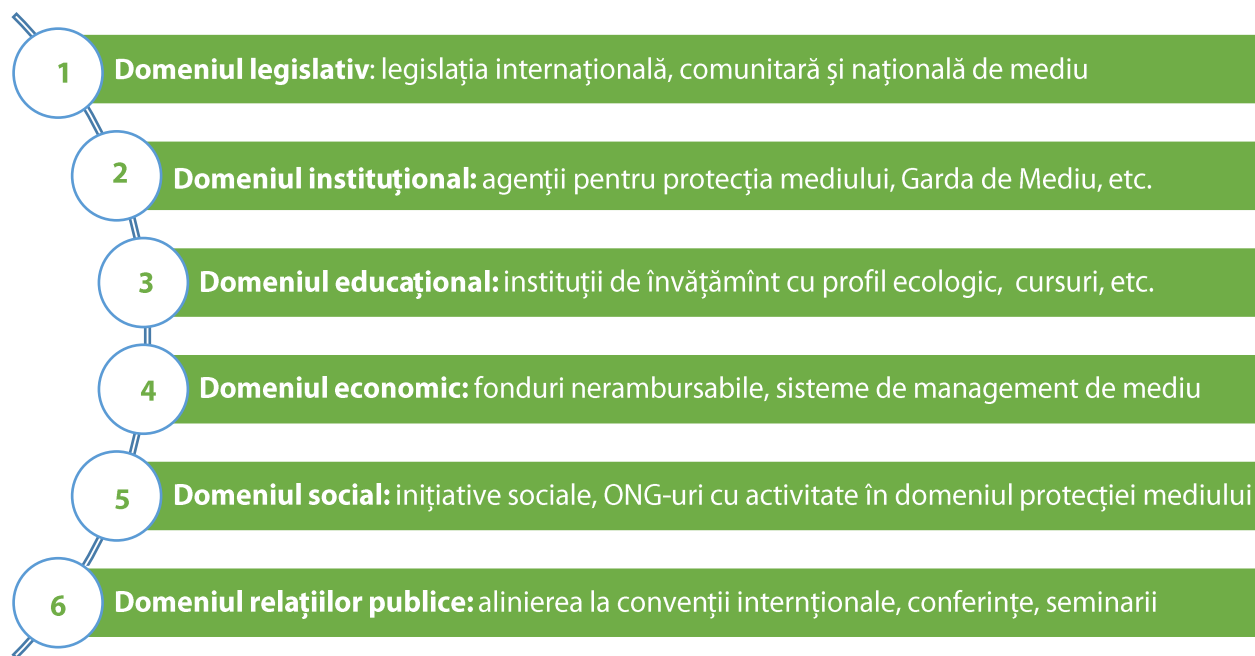 1 Domeniul legislativ: legislația internațională, comunitară și națională de mediu
2 Domeniul instituțional: agenții pentru protecția mediului, Garda de Mediu, etc.
3 Domeniul educațional: instituții de învățămînt cu profil ecologic, cursuri, etc.
4 Domeniul economic: fonduri nerambursabile, sisteme de management de mediu
5 Domeniul social: inițiative sociale, ONG-uri cu activitate în domeniul protecției mediului
6 Domeniul relațiilor publice: alinierea la convenții internționale, conferințe, seminarii